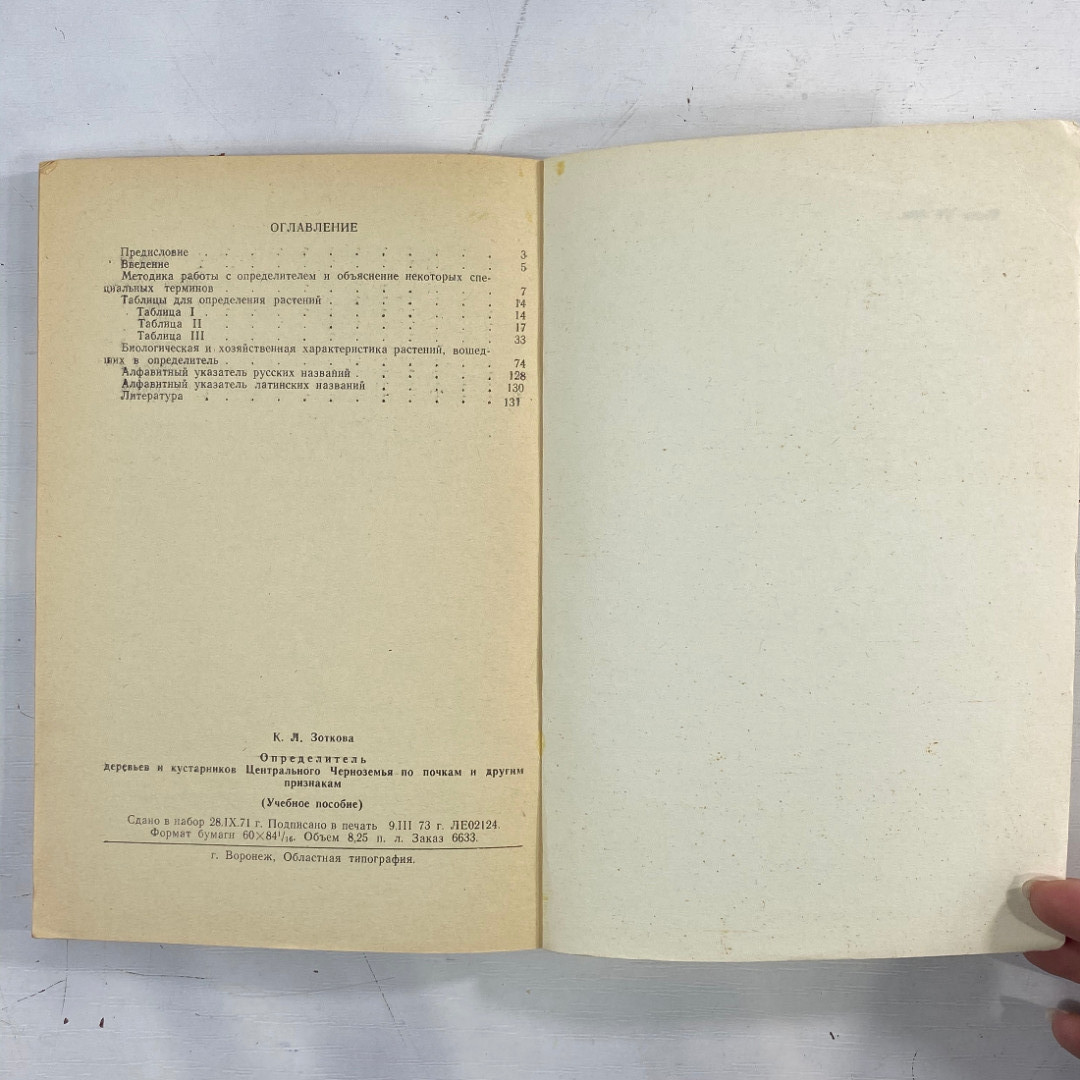 ОГЛАВЛЕНИЕ
Предисловие . . . . . . . . . . . . 3
Введение . . . . . . . . . . . . 5
Методика работы с определителем и объяснение некоторых спе-
циальных терминов . . . . . . . . . . . 7
Таблицы для определения растений . . . . . . . 14
Таблица I . . . . . . . . . . . . 14
Таблица II . . . . . . . . . . . 17
Таблица III . . . . . . . . . . . 33
Биологическая и хозяйственная характеристика растений, вошед-
ших в определитель . . . . . . . . . . . 74
Алфавитный указатель русских названий . . . . . . 128
Алфавитный указатель латинских названий . . . . . 130
Литература . . . . . . . . . . . . 131
К. Л. Зоткова
Определитель
деревьев и кустарников Центрального Черноземья по почкам и другим
признакам
(Учебное пособие)
Сдано в набор 28.IX.71 г. Подписано в печать 9.III 73 г. ЛЕ02124.
Формат бумаги 60×84¹/₁₆. Объем 8,25 п. л. Заказ 6633.
г. Воронеж, Областная типография.